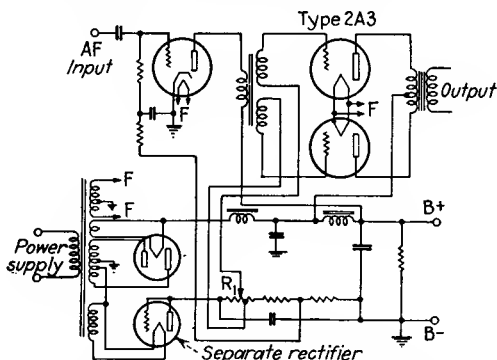 Type 2A3
AF
Input
F
F
Output
F
F
B+
Power
supply
R1
B-
Separate rectifier